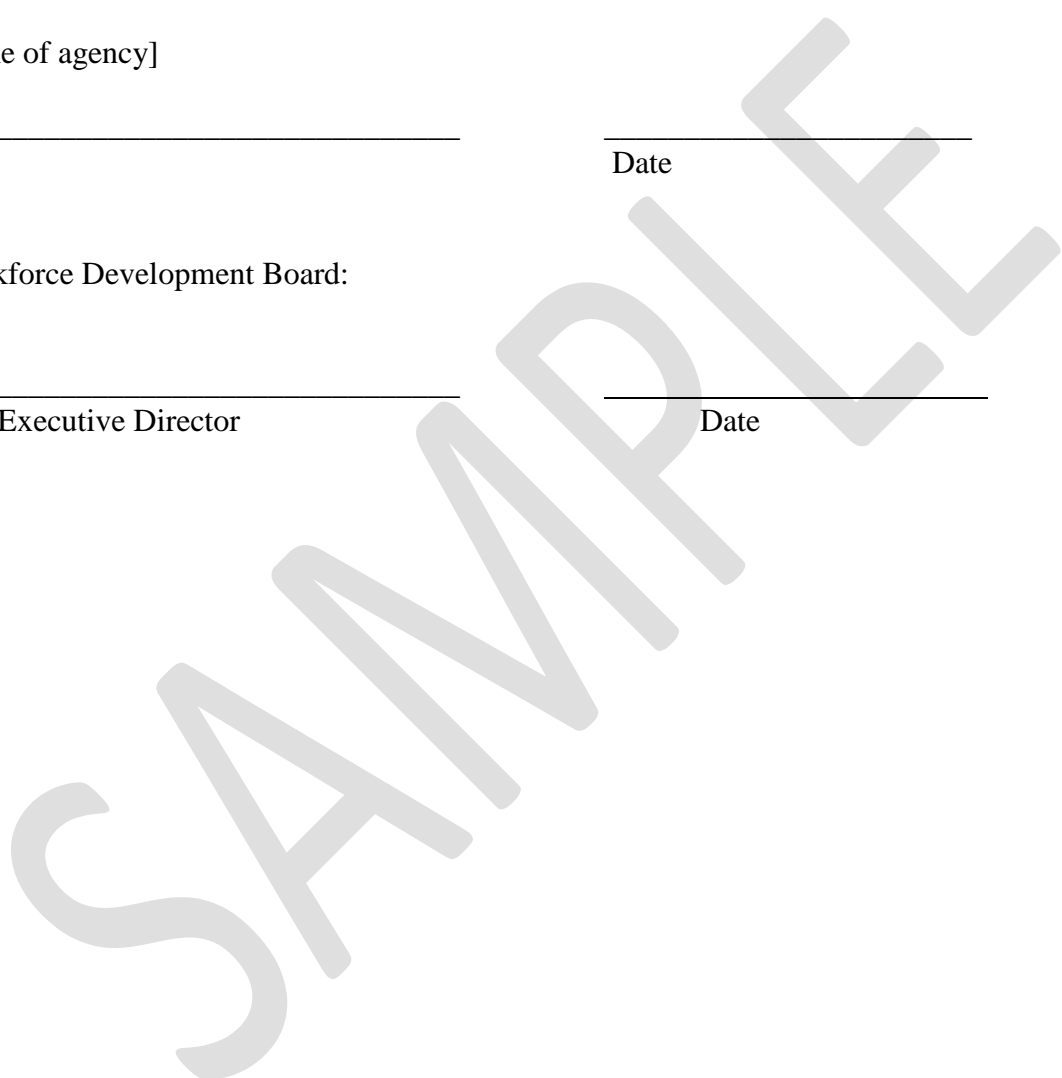 e of agency]
Date
kforce Development Board:
Executive Director Date
SAMPLE